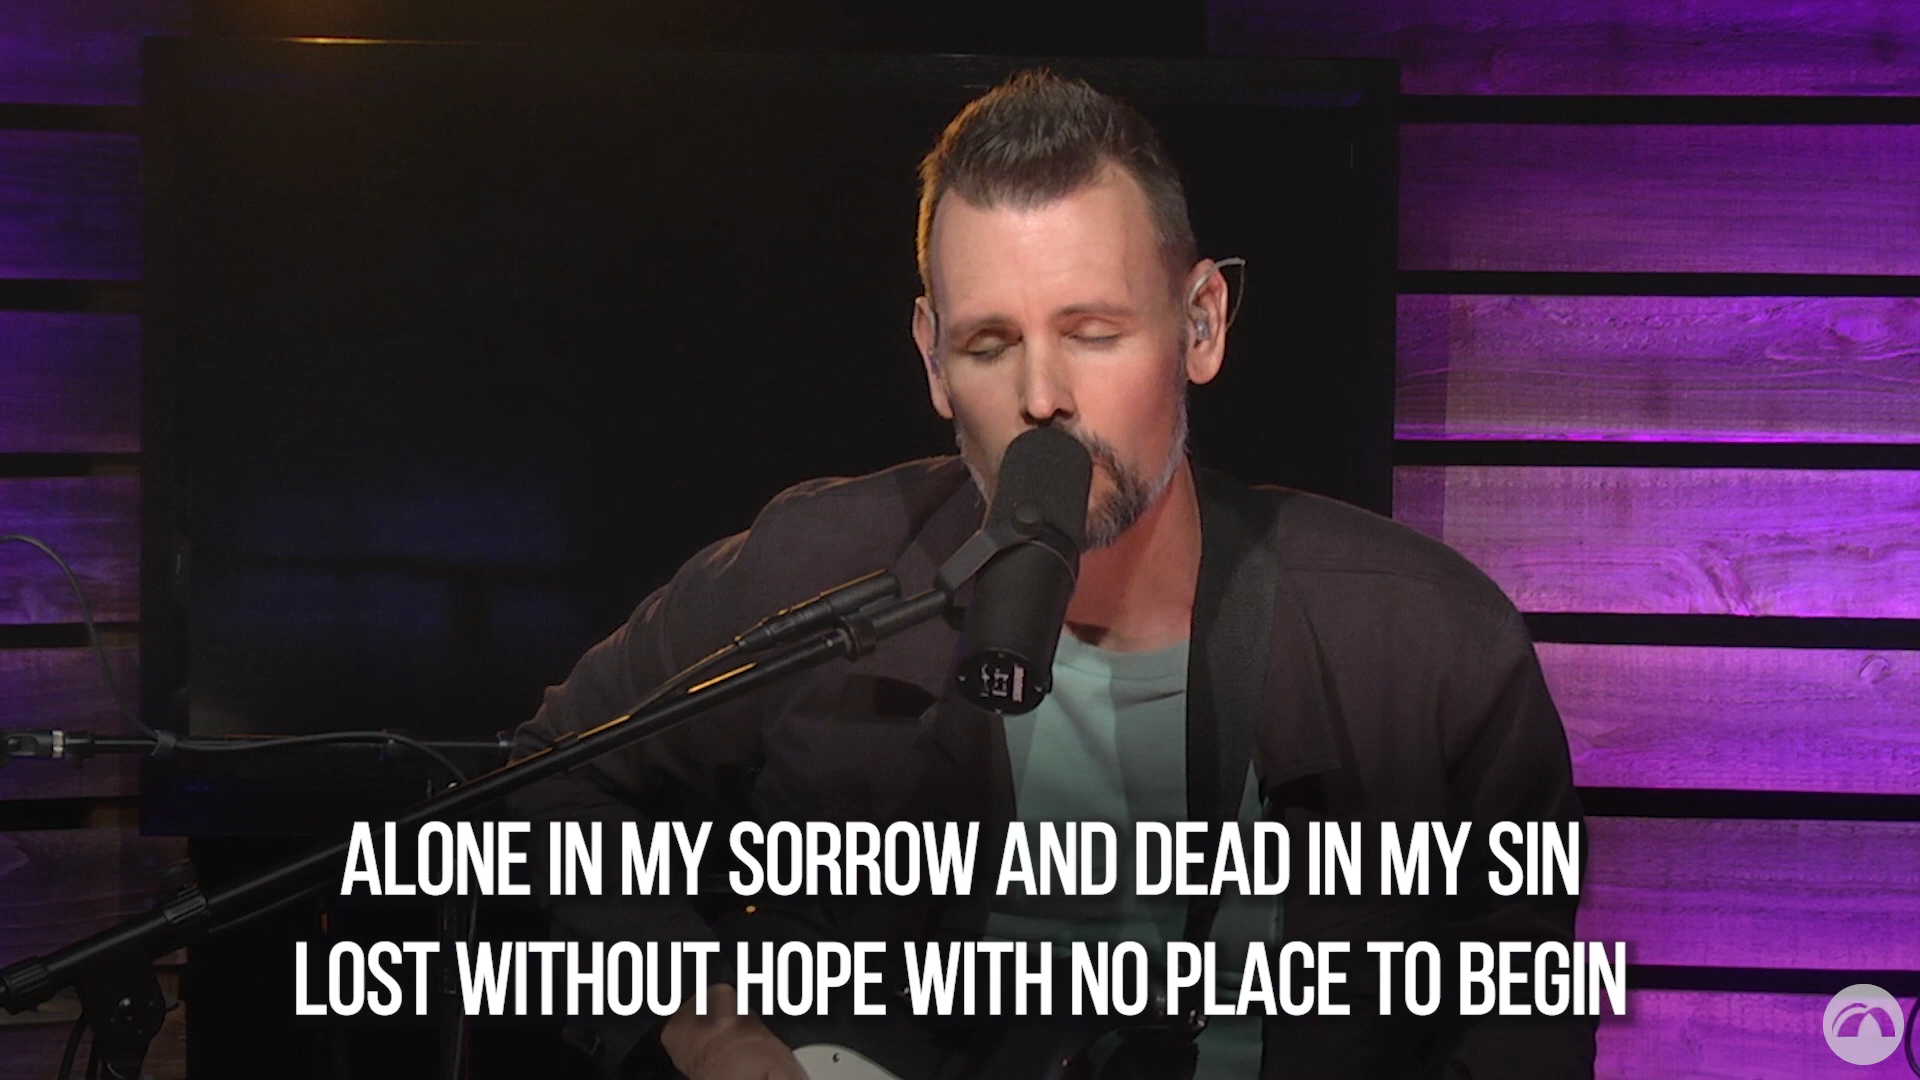 ALONE IN MY SORROW AND DEAD IN MY SIN
LOST WITHOUT HOPE WITH NO PLACE TO BEGIN